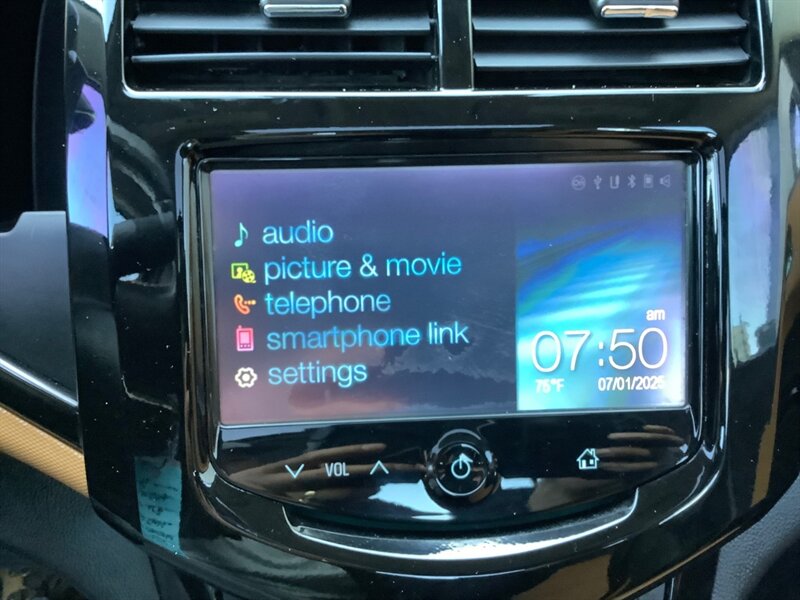 audio
picture & movie
telephone
smartphone link
settings
am
07:50
75°F 07/01/2025
VOL